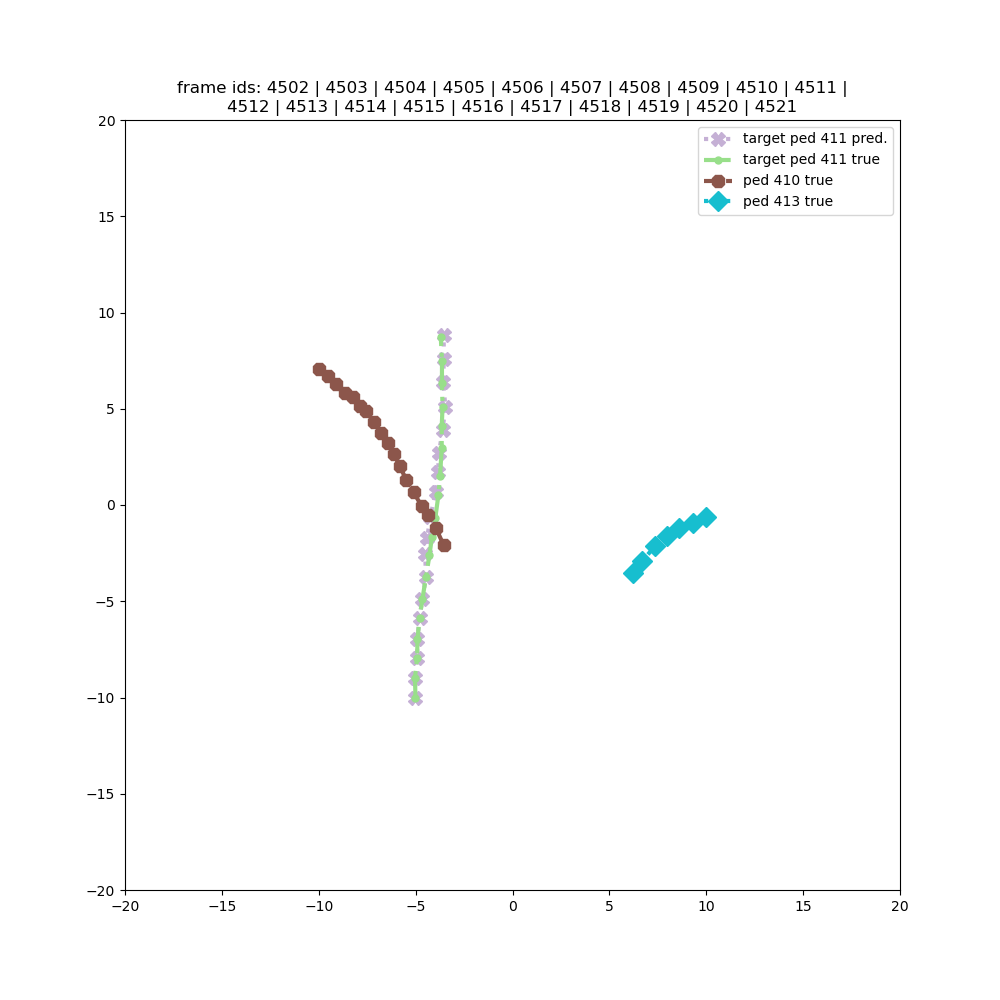 frame ids: 4502 | 4503 | 4504 | 4505 | 4506 | 4507 | 4508 | 4509 | 4510 | 4511 |
4512 | 4513 | 4514 | 4515 | 4516 | 4517 | 4518 | 4519 | 4520 | 4521
target ped 411 pred.
target ped 411 true
ped 410 true
ped 413 true
20
15
10
5
0
−5
−10
−15
−20
−20 −15 −10 −5 0 5 10 15 20